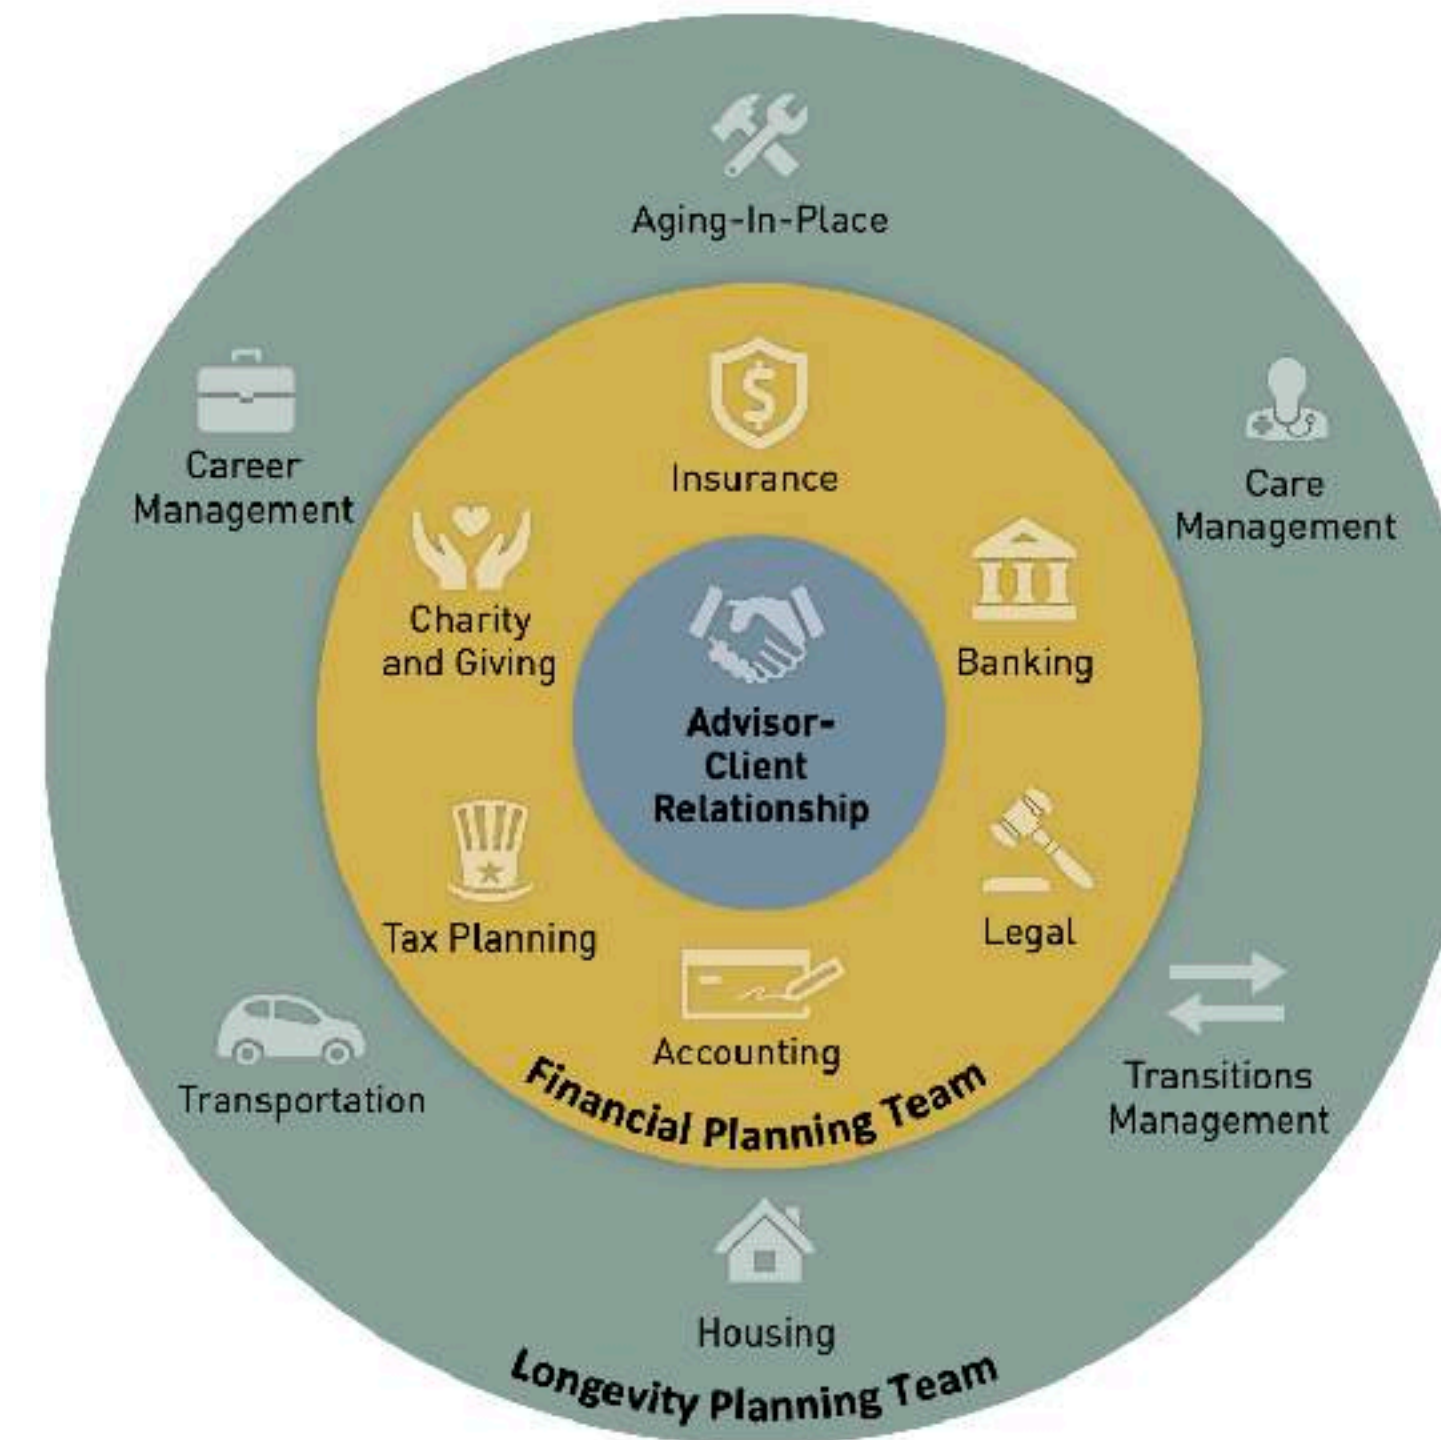 Aging-In-Place
Career
Management
Care
Management
Insurance
Charity
and Giving
Banking
Advisor-
Client
Relationship
Tax Planning
Legal
Accounting
Financial Planning Team
Transportation
Transitions
Management
Housing
Longevity Planning Team